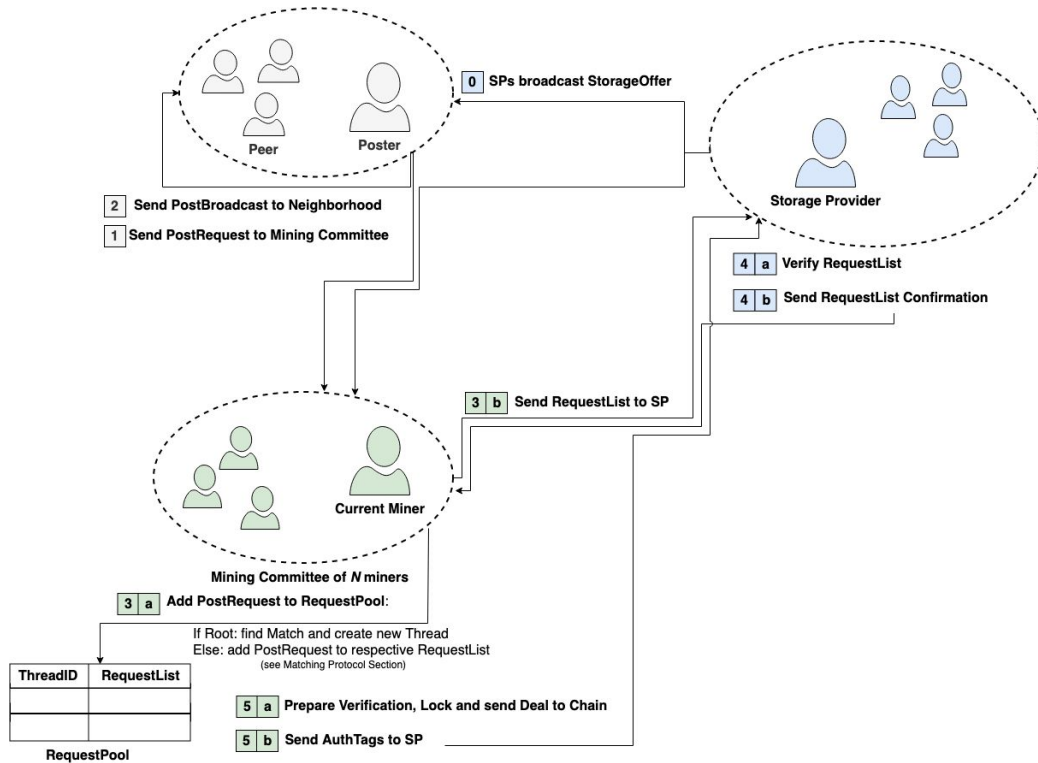 0 SPs broadcast StorageOffer
Peer
Poster
Storage Provider
2 Send PostBroadcast to Neighborhood
1 Send PostRequest to Mining Committee
4 a Verify RequestList
4 b Send RequestList Confirmation
3 b Send RequestList to SP
Current Miner
Mining Committee of N miners
3 a Add PostRequest to RequestPool:
If Root: find Match and create new Thread
Else: add PostRequest to respective RequestList
(see Matching Protocol Section)
ThreadID RequestList
RequestPool
5 a Prepare Verification, Lock and send Deal to Chain
5 b Send AuthTags to SP